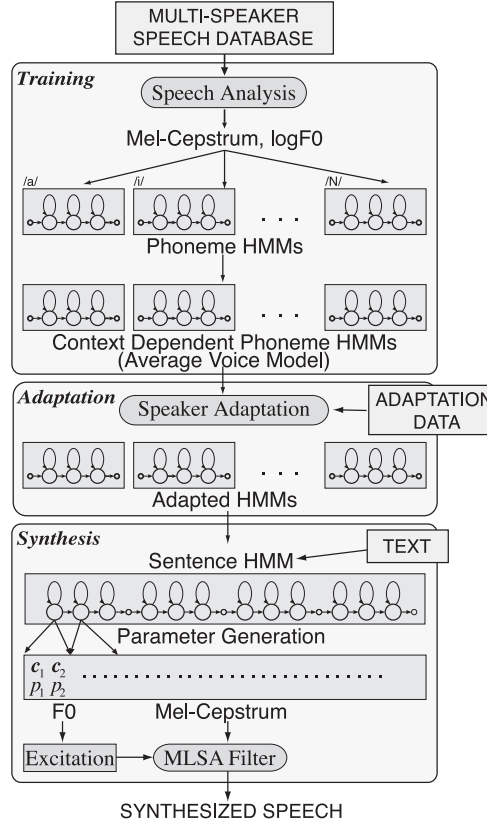 MULTI-SPEAKER
SPEECH DATABASE
Training
Speech Analysis
Mel-Cepstrum, logF0
/a/ /i/ /N/
. . .
Phoneme HMMs
. . .
Context Dependent Phoneme HMMs
(Average Voice Model)
Adaptation
Speaker Adaptation
ADAPTATION
DATA
. . .
Adapted HMMs
Synthesis
TEXT
Sentence HMM
Parameter Generation
c1 c2
p1 p2
F0 Mel-Cepstrum
Excitation MLSA Filter
SYNTHESIZED SPEECH